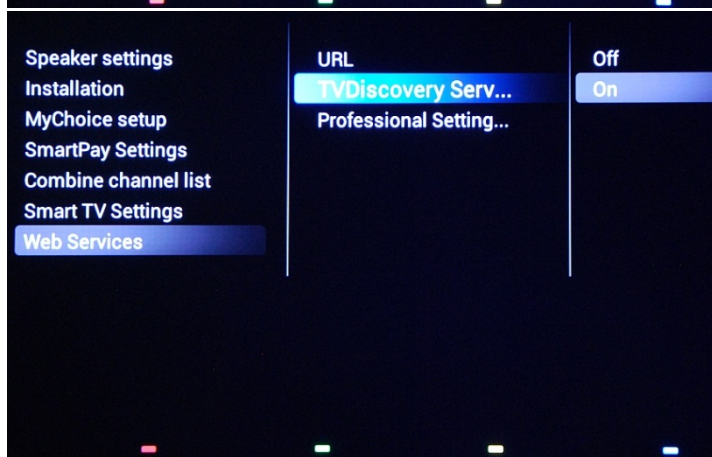 Speaker settings
Installation
MyChoice setup
SmartPay Settings
Combine channel list
Smart TV Settings
Web Services
URL
TVDiscovery Serv...
Professional Setting...
Off
On